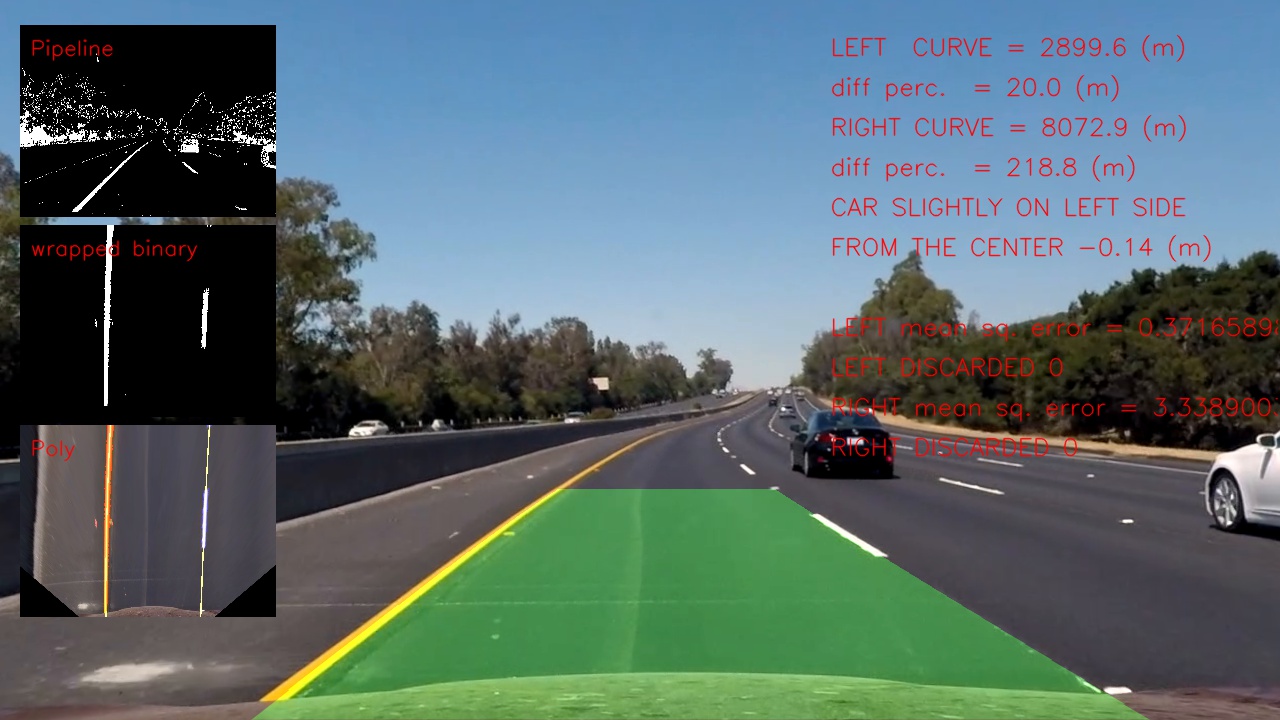 Pipeline
wrapped binary
Poly
LEFT CURVE = 2899.6 (m)
diff perc. = 20.0 (m)
RIGHT CURVE = 8072.9 (m)
diff perc. = 218.8 (m)
CAR SLIGHTLY ON LEFT SIDE
FROM THE CENTER -0.14 (m)
LEFT mean sq. error = 0.3716589
LEFT DISCARDED 0
RIGHT mean sq. error = 3.338900
RIGHT DISCARDED 0